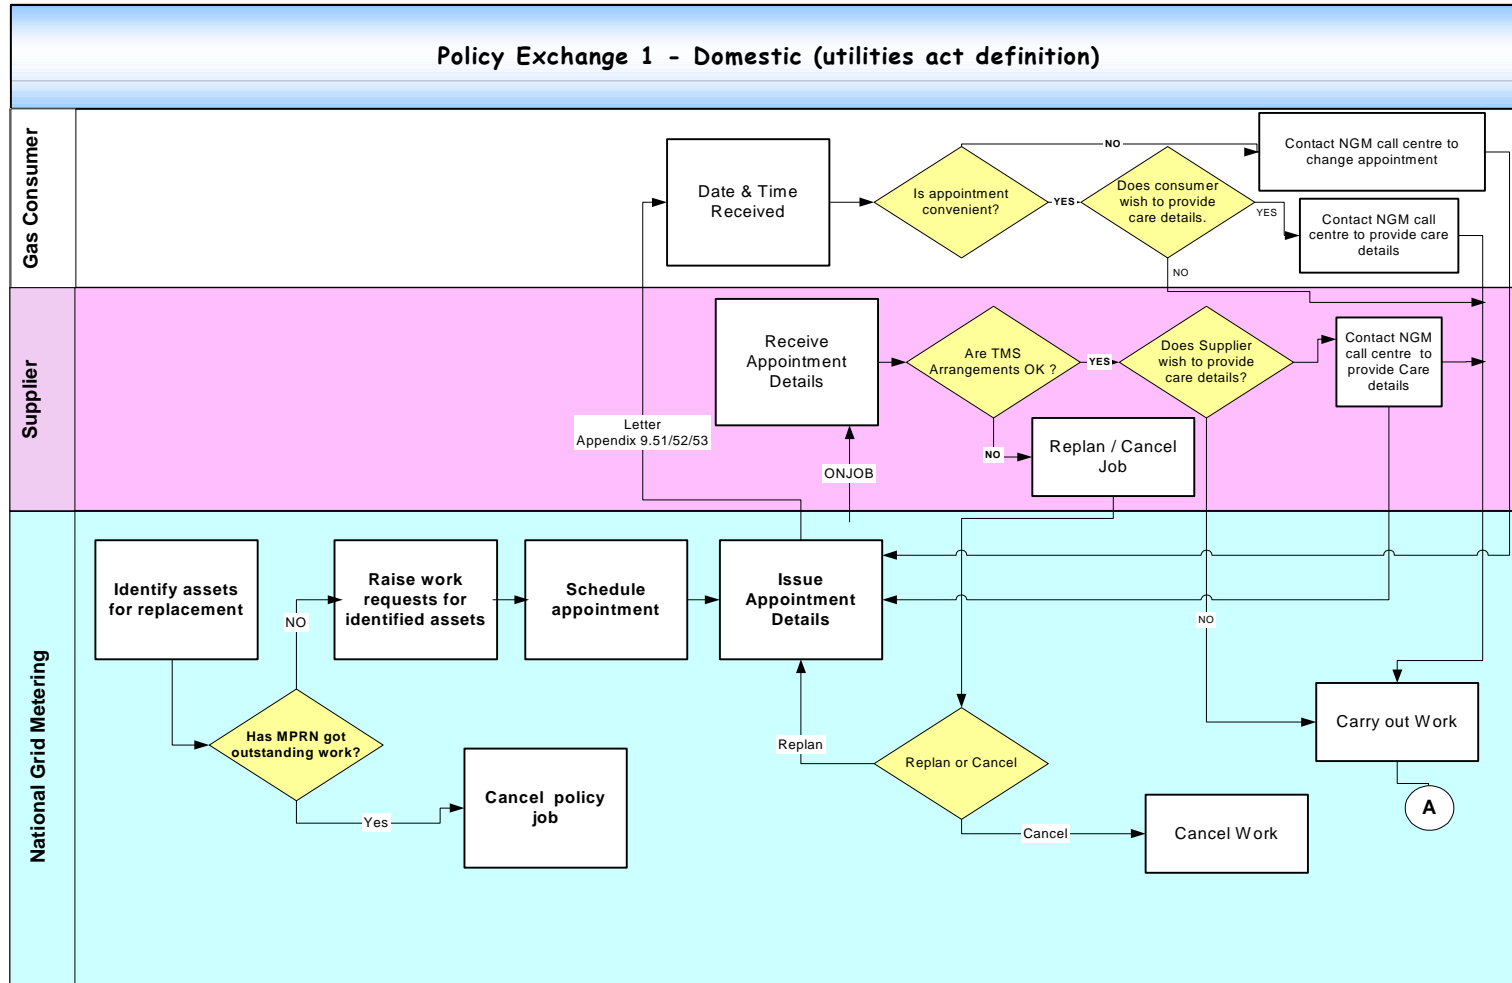 Policy Exchange 1 - Domestic (utilities act definition)
Gas Consumer
Date & Time
Received
Is appointment
convenient?
NO
YES
Does consumer
wish to provide
care details.
YES
NO
Contact NGM call centre to
change appointment
Contact NGM call
centre to provide care
details
Supplier
Letter
Appendix 9.51/52/53
Receive
Appointment
Details
ONJOB
Are TMS
Arrangements OK ?
YES
NO
Replan / Cancel
Job
Does Supplier
wish to provide
care details?
Contact NGM
call centre to
provide Care
details
National Grid Metering
Identify assets
for replacement
NO
Has MPRN got
outstanding work?
Yes
Raise work
requests for
identified assets
Cancel policy
job
Schedule
appointment
Issue
Appointment
Details
Replan
Replan or Cancel
Cancel
Cancel Work
NO
Carry out Work
A